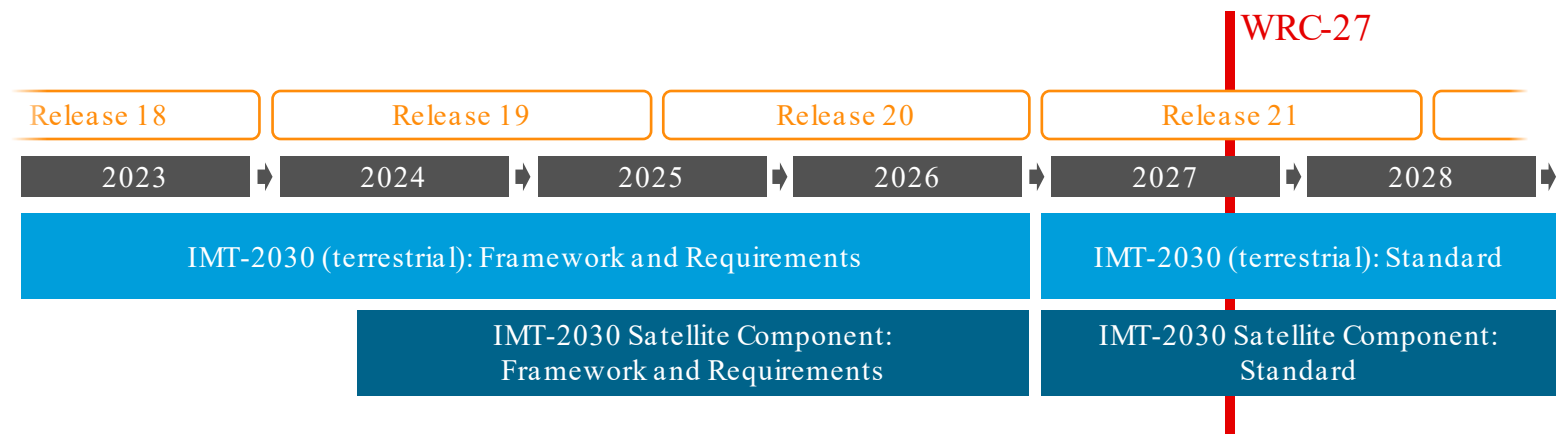 WRC-27
Release 18
Release 19
Release 20
Release 21
2023
2024
2025
2026
2027
2028
IMT-2030 (terrestrial): Framework and Requirements
IMT-2030 (terrestrial): Standard
IMT-2030 Satellite Component:
Framework and Requirements
IMT-2030 Satellite Component:
Standard